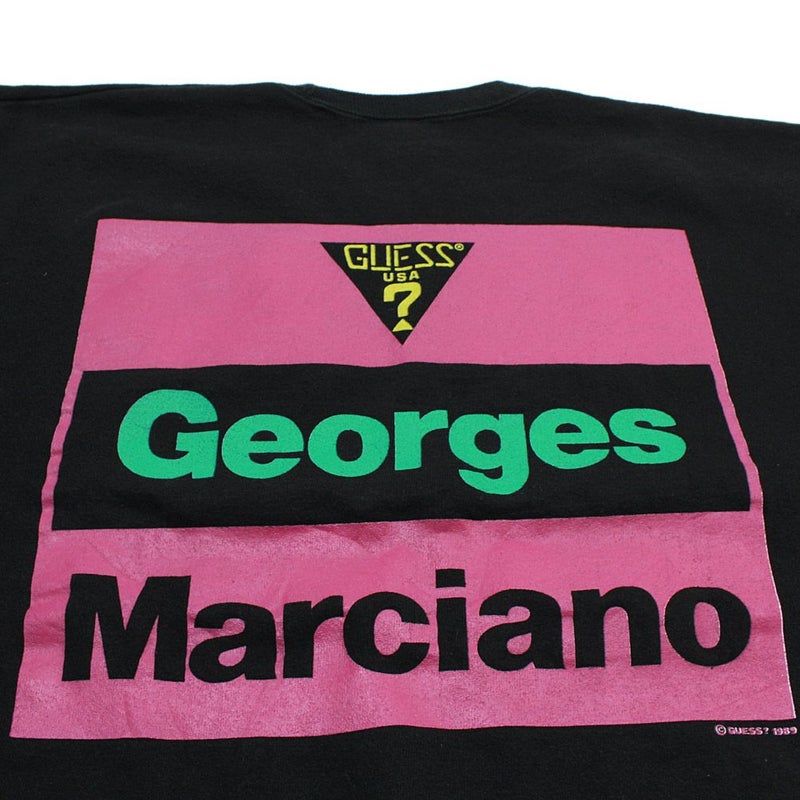 GUESS®
USA
?
Georges
Marciano
© GUESS? 1989